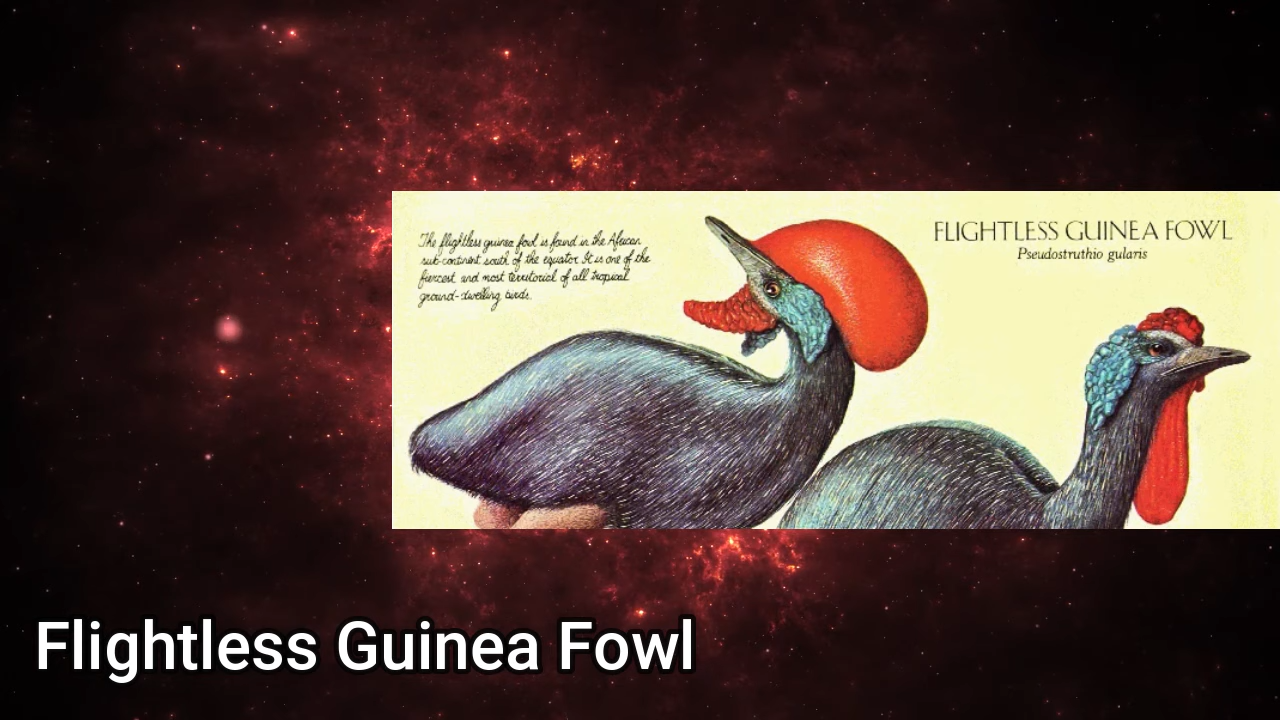 The flightless guinea fowl is found in the African
sub-continent south of the equator. It is one of the
fiercest and most territorial of all tropical
ground-dwelling birds.
FLIGHTLESS GUINEA FOWL
Pseudostruthio gularis
Flightless Guinea Fowl